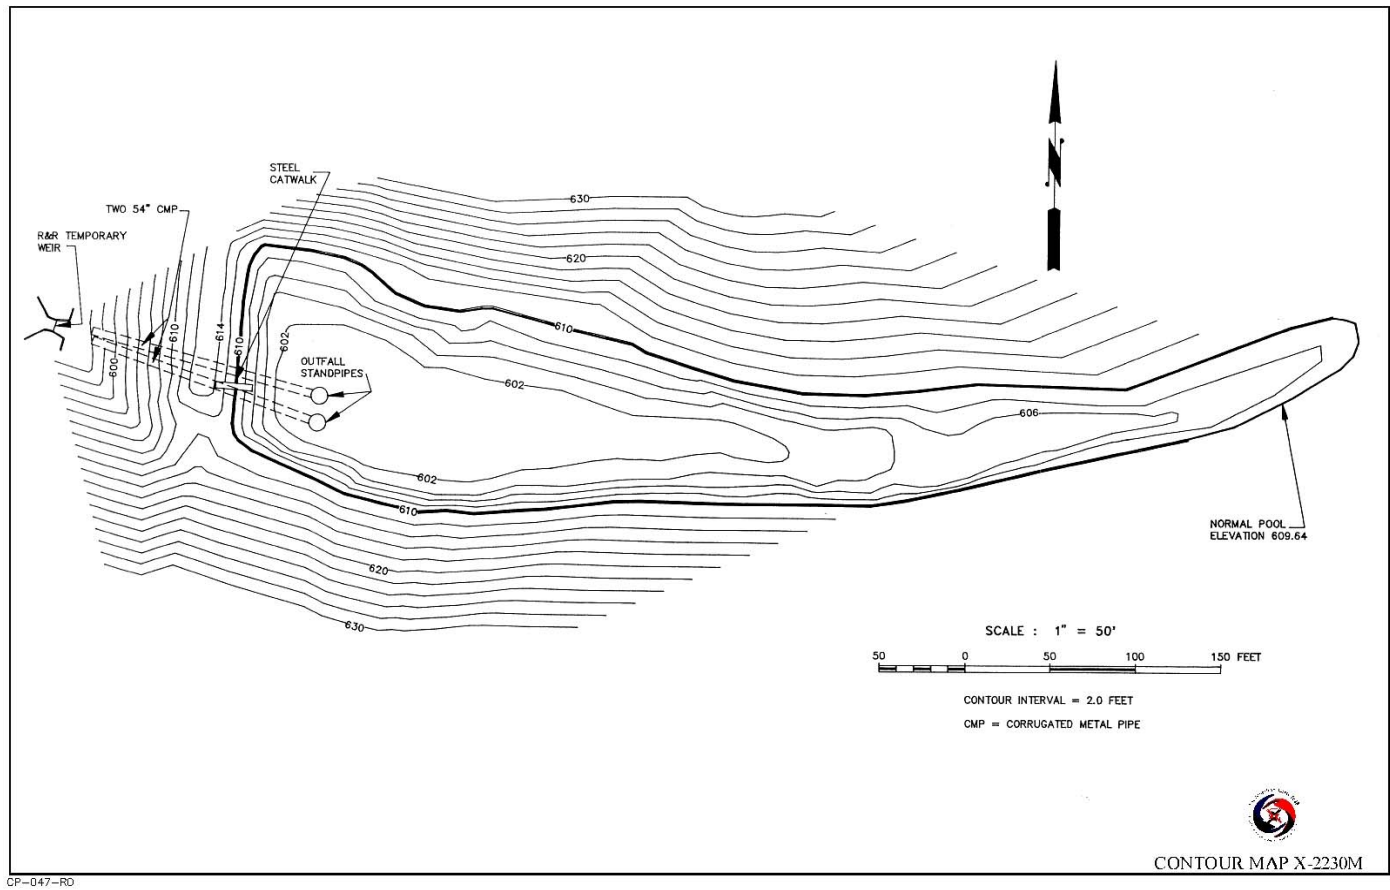 STEEL
CATWALK
TWO 54" CMP
R&R TEMPORARY
WEIR
630
620
610
614
610
610
600
602
602
OUTFALL
STANDPIPES
606
602
610
620
630
NORMAL POOL
ELEVATION 609.64
N
SCALE : 1" = 50'
50 0 50 100 150 FEET
CONTOUR INTERVAL = 2.0 FEET
CMP = CORRUGATED METAL PIPE
CONTOUR MAP X-2230M
CP-047-RO